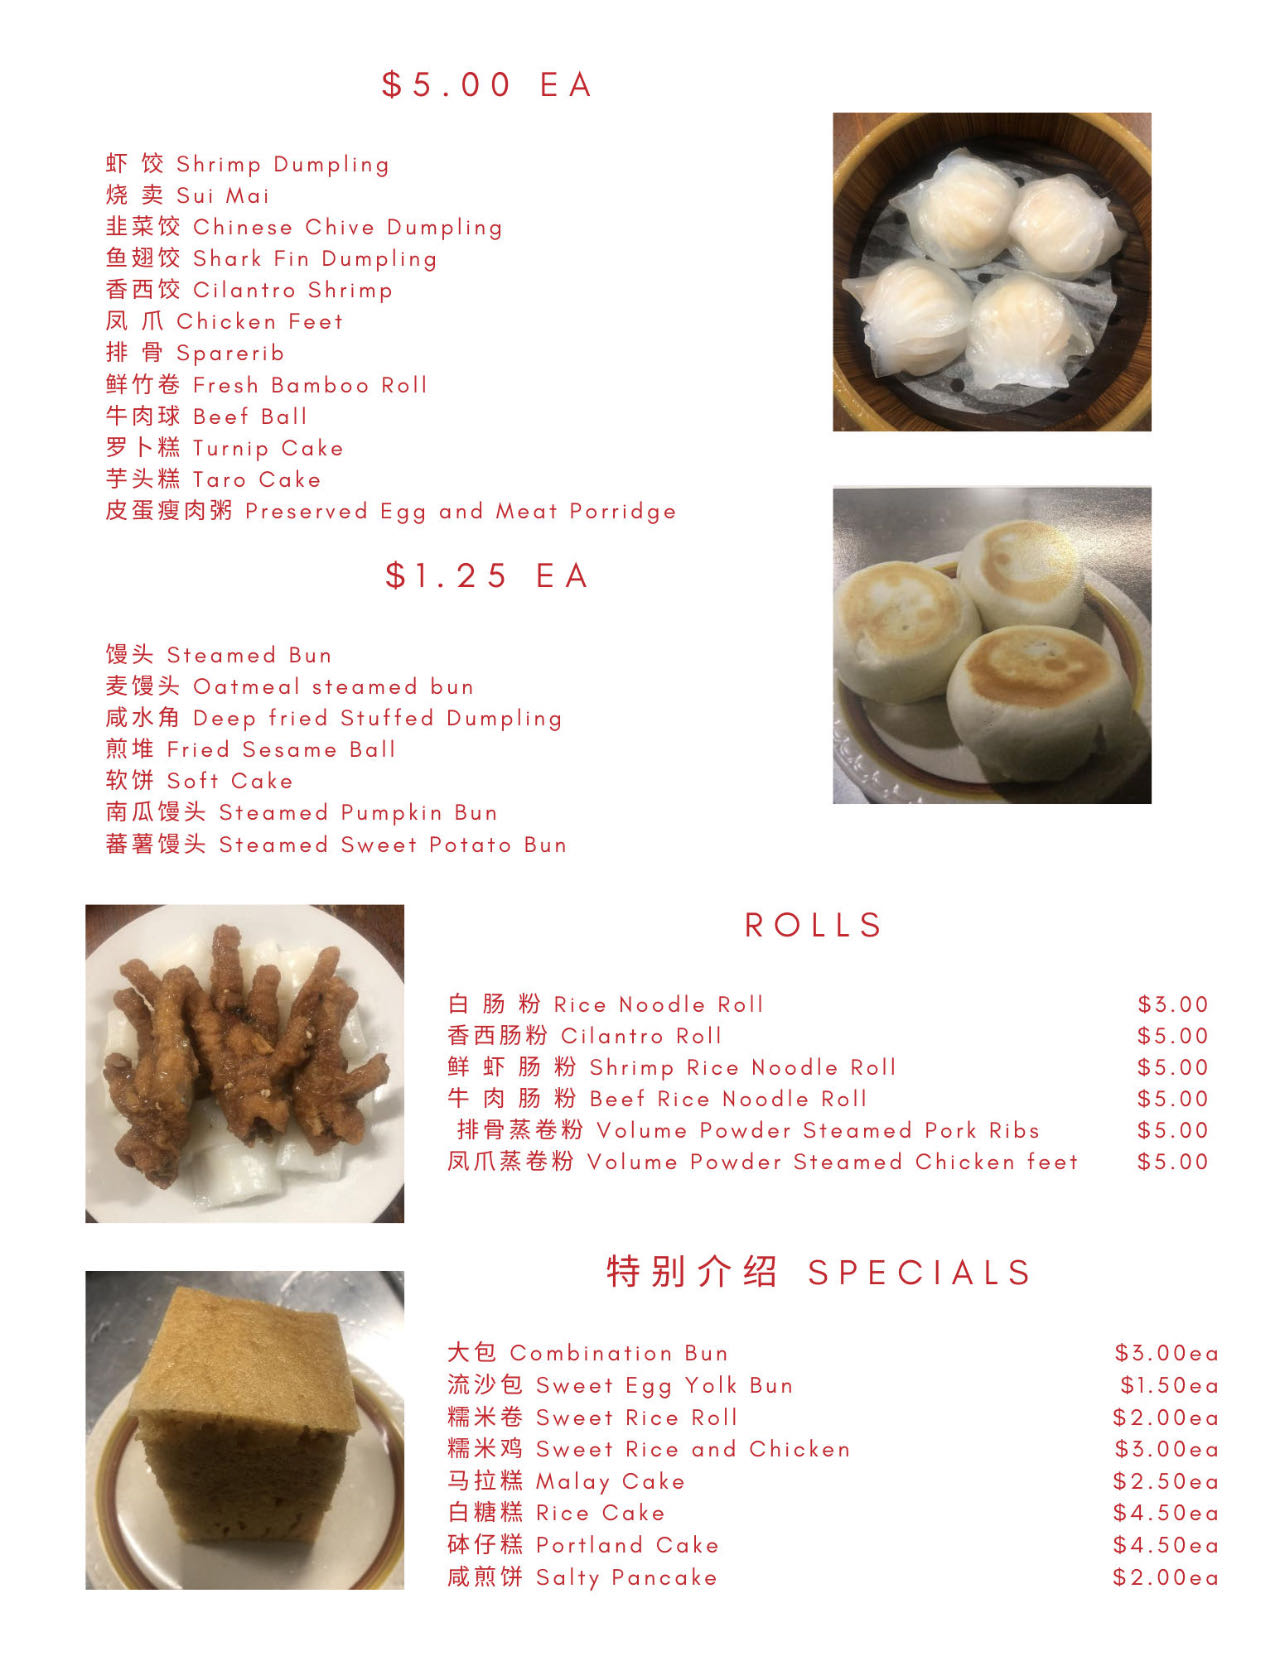 $5.00 EA
虾 饺 Shrimp Dumpling
烧 卖 Sui Mai
韭菜饺 Chinese Chive Dumpling
鱼翅饺 Shark Fin Dumpling
香西饺 Cilantro Shrimp
凤 爪 Chicken Feet
排 骨 Sparerib
鲜竹卷 Fresh Bamboo Roll
牛肉球 Beef Ball
罗卜糕 Turnip Cake
芋头糕 Taro Cake
皮蛋瘦肉粥 Preserved Egg and Meat Porridge
$1.25 EA
馒头 Steamed Bun
麦馒头 Oatmeal steamed bun
咸水角 Deep fried Stuffed Dumpling
煎堆 Fried Sesame Ball
软饼 Soft Cake
南瓜馒头 Steamed Pumpkin Bun
蕃薯馒头 Steamed Sweet Potato Bun
ROLLS
白 肠 粉 Rice Noodle Roll $3.00
香西肠粉 Cilantro Roll $5.00
鲜 虾 肠 粉 Shrimp Rice Noodle Roll $5.00
牛 肉 肠 粉 Beef Rice Noodle Roll $5.00
排骨蒸卷粉 Volume Powder Steamed Pork Ribs $5.00
凤爪蒸卷粉 Volume Powder Steamed Chicken feet $5.00
特别介绍 SPECIALS
大包 Combination Bun $3.00ea
流沙包 Sweet Egg Yolk Bun $1.50ea
糯米卷 Sweet Rice Roll $2.00ea
糯米鸡 Sweet Rice and Chicken $3.00ea
马拉糕 Malay Cake $2.50ea
白糖糕 Rice Cake $4.50ea
砵仔糕 Portland Cake $4.50ea
咸煎饼 Salty Pancake $2.00ea